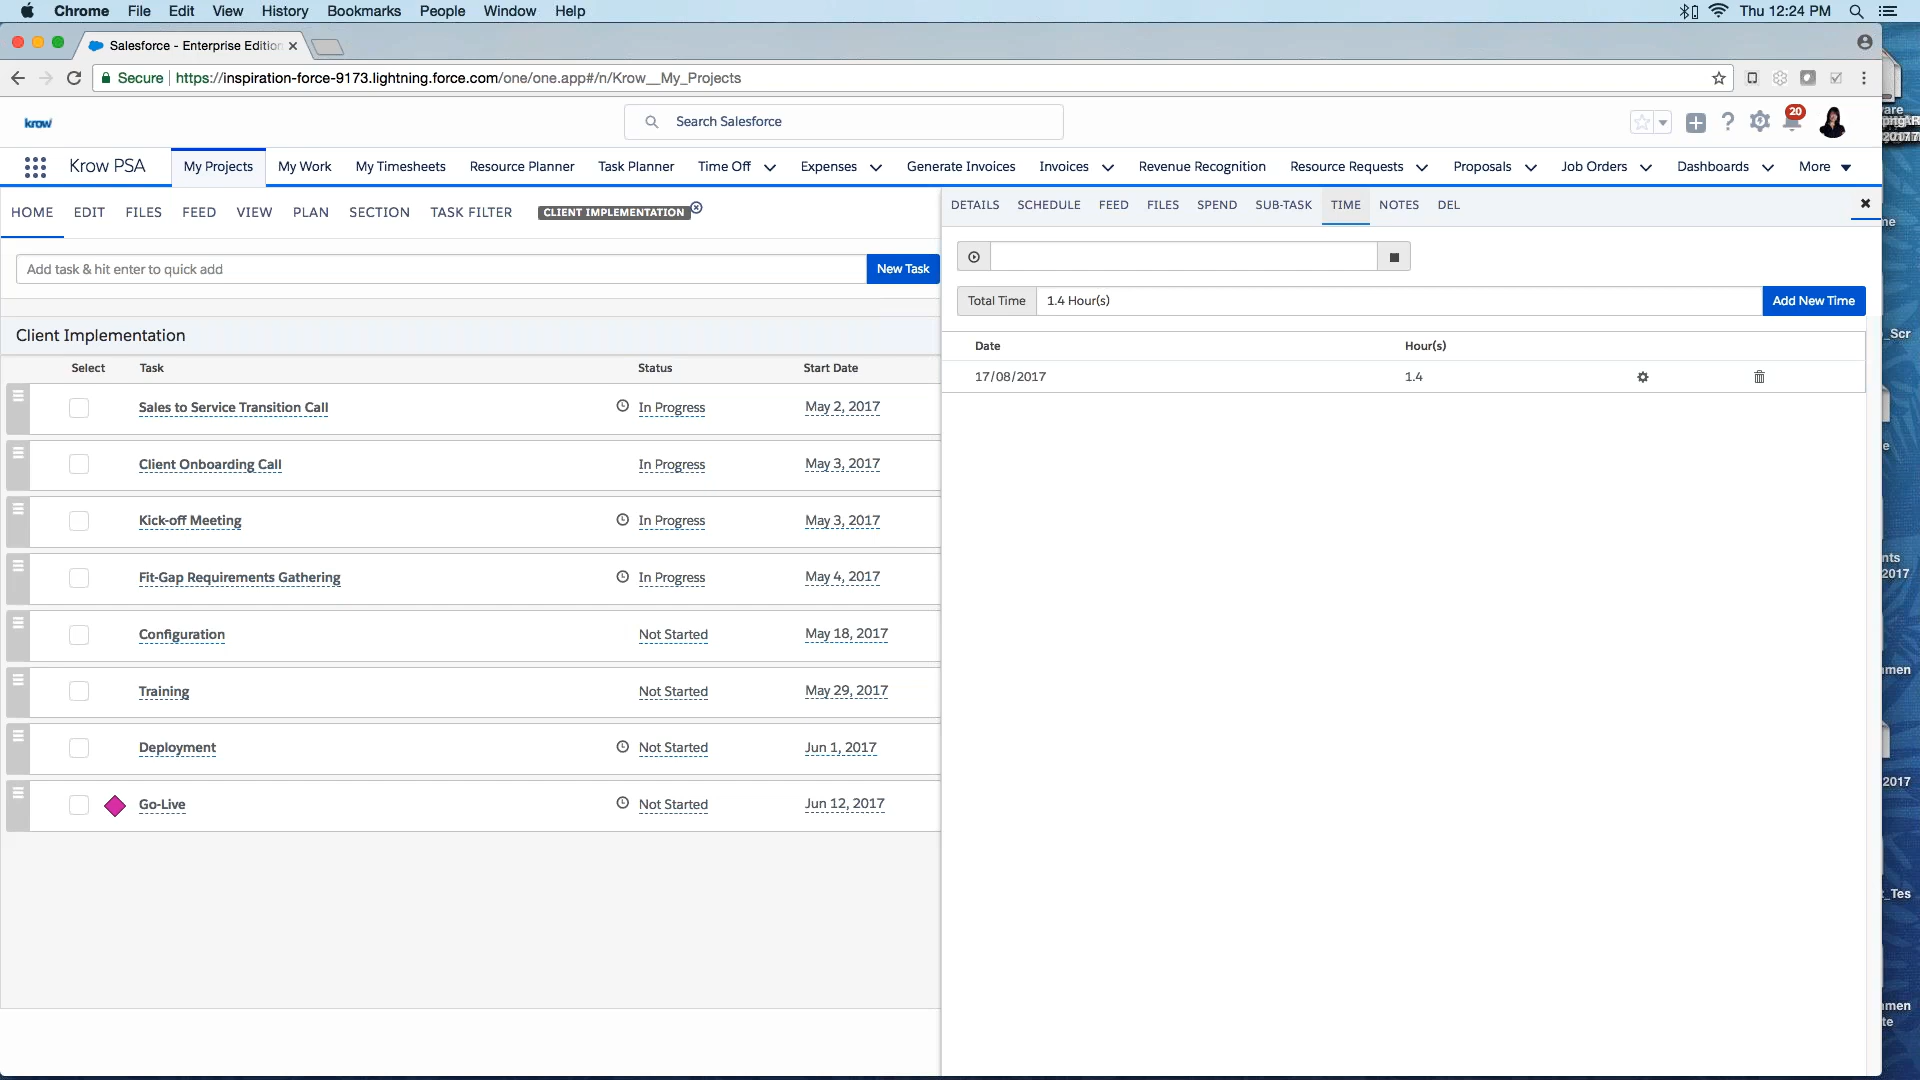 Chrome File Edit View History Bookmarks People Window Help Thu 12:24 PM
Salesforce - Enterprise Edition
Secure https://inspiration-force-9173.lightning.force.com/one/one.app#/n/Krow__My_Projects
krow Search Salesforce 20
Krow PSA My Projects My Work My Timesheets Resource Planner Task Planner Time Off Expenses Generate Invoices Invoices Revenue Recognition Resource Requests Proposals Job Orders Dashboards More
HOME EDIT FILES FEED VIEW PLAN SECTION TASK FILTER CLIENT IMPLEMENTATION
Add task & hit enter to quick add New Task
Client Implementation
Select Task Status Start Date
Sales to Service Transition Call In Progress May 2, 2017
Client Onboarding Call In Progress May 3, 2017
Kick-off Meeting In Progress May 3, 2017
Fit-Gap Requirements Gathering In Progress May 4, 2017
Configuration Not Started May 18, 2017
Training Not Started May 29, 2017
Deployment Not Started Jun 1, 2017
Go-Live Not Started Jun 12, 2017
DETAILS SCHEDULE FEED FILES SPEND SUB-TASK TIME NOTES DEL
Total Time 1.4 Hour(s) Add New Time
Date Hour(s)
17/08/2017 1.4
_Scr
nts
2017
men
2017
_Tes
men
te